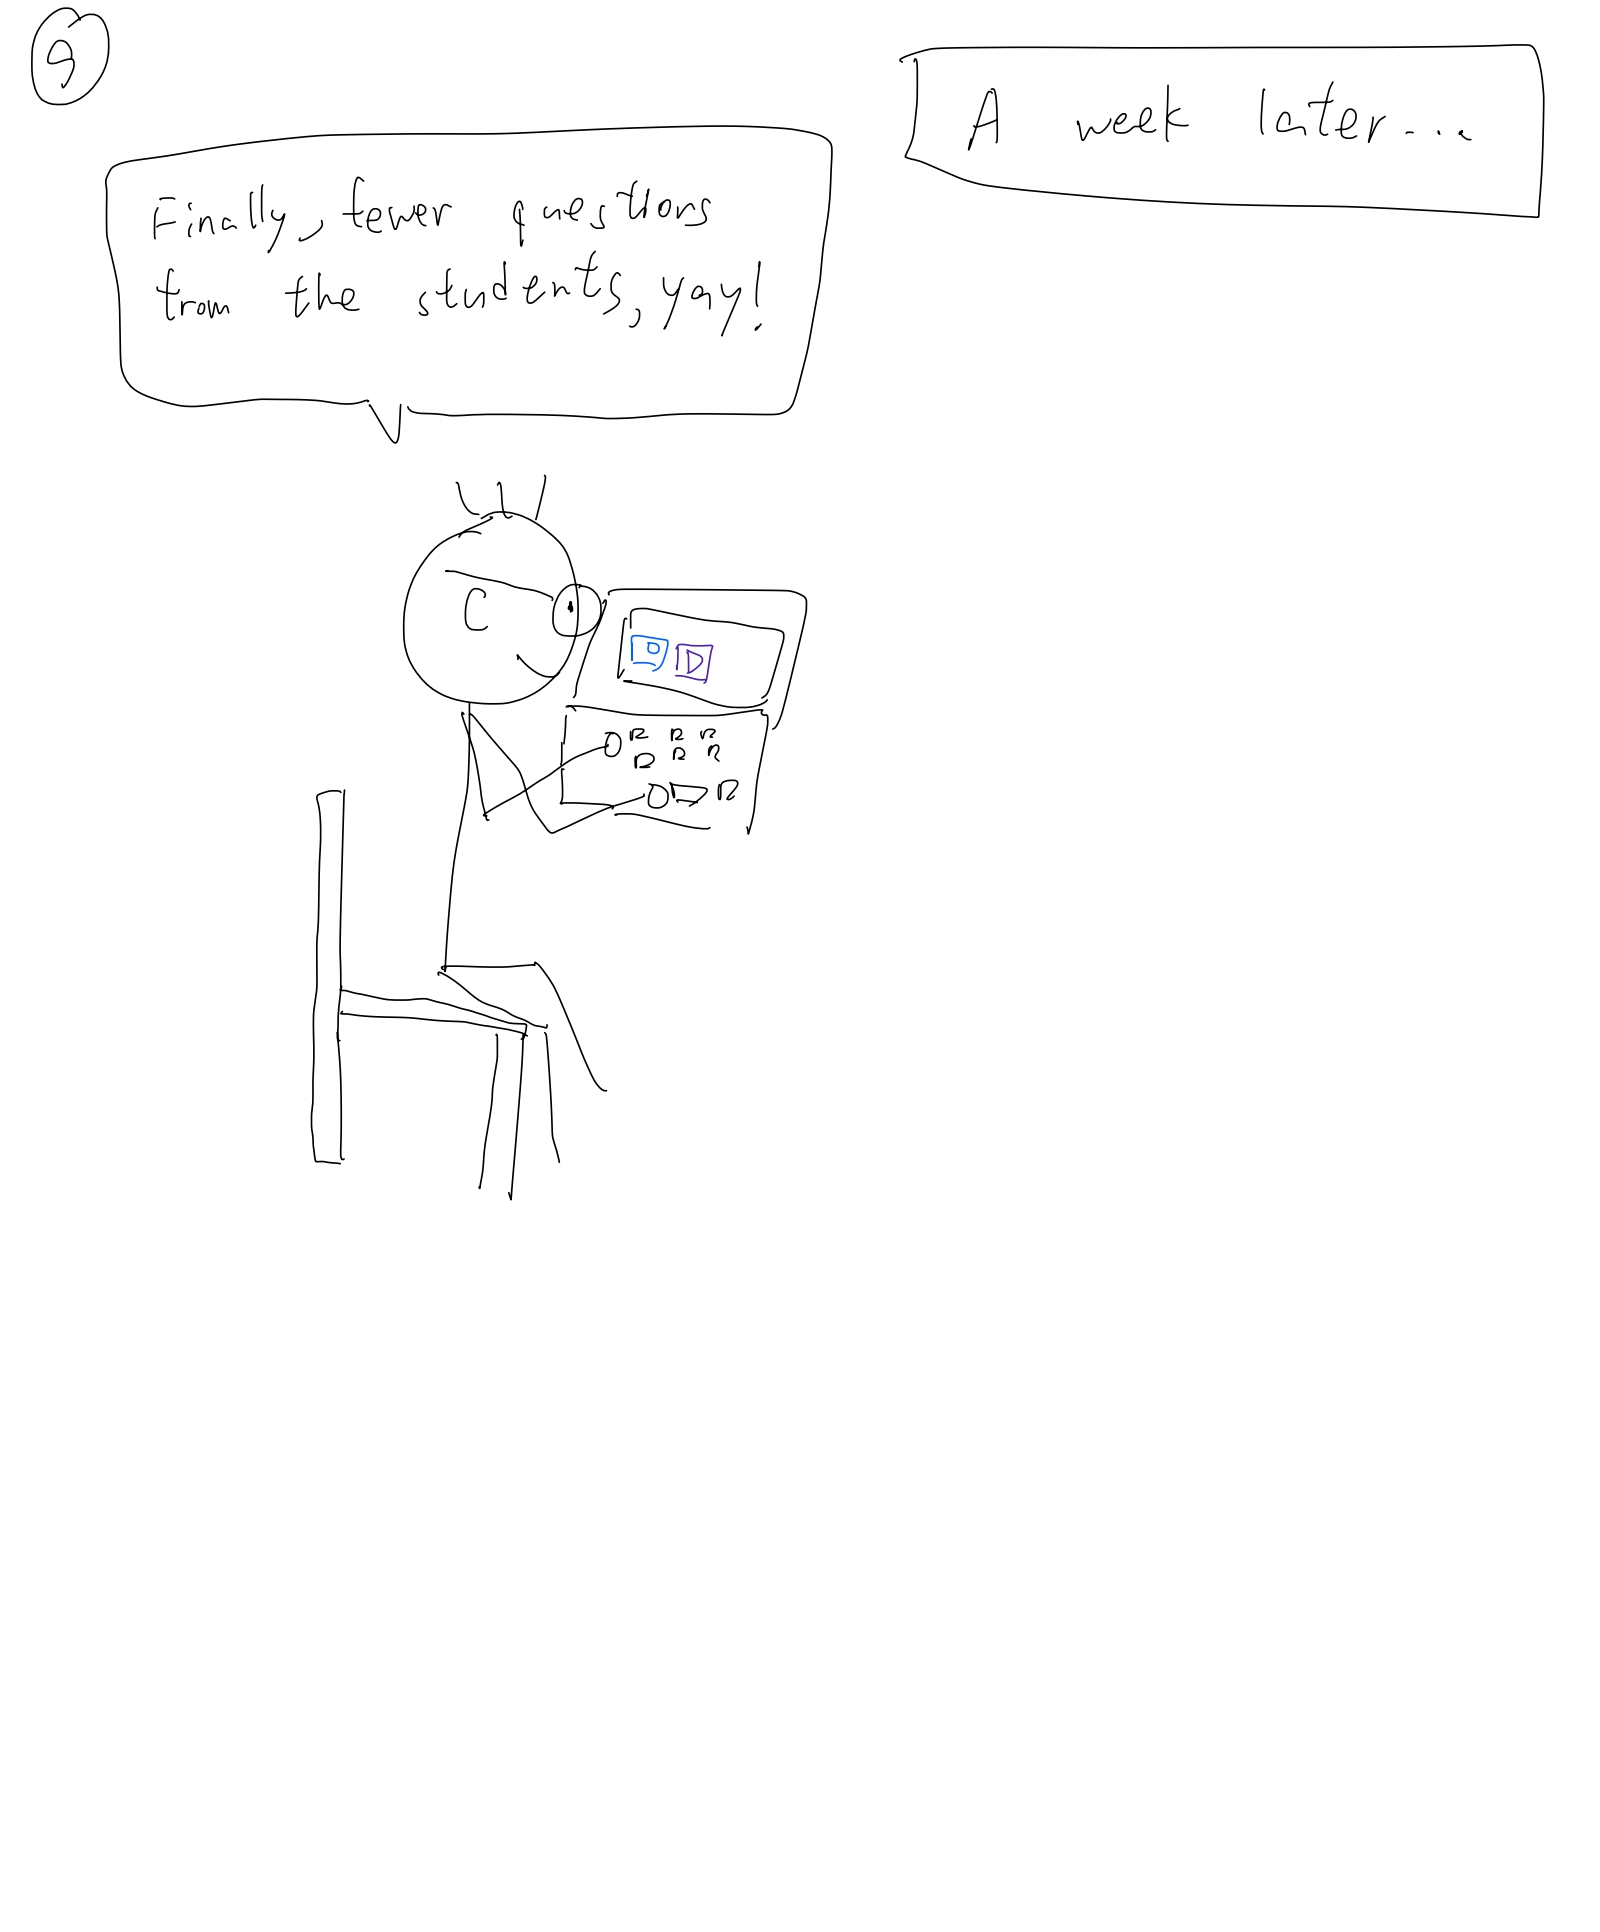 9
A week later...
Finally, fewer questions
from the students, yay!